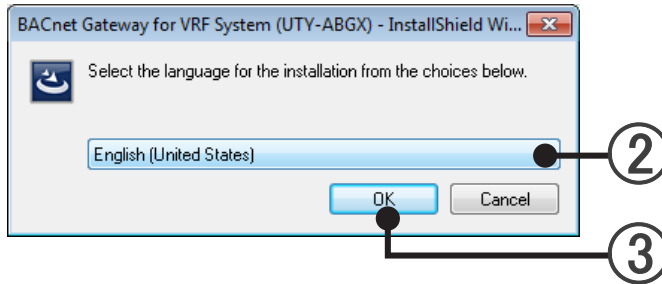 BACnet Gateway for VRF System (UTY-ABGX) - InstallShield Wi...
Select the language for the installation from the choices below.
English (United States)
②
OK
Cancel
③